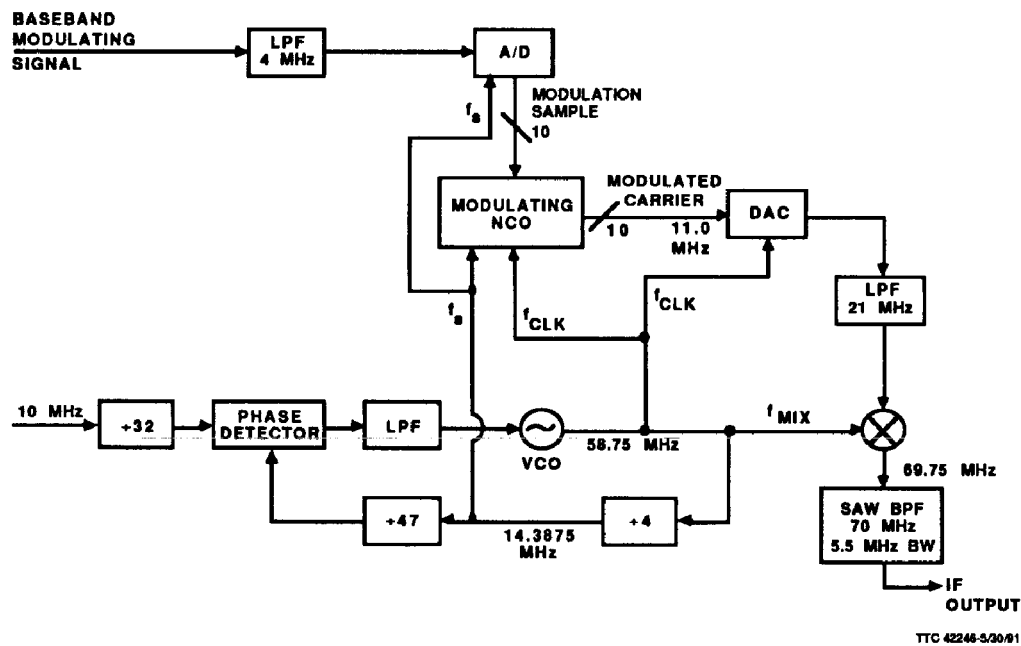 BASEBAND
MODULATING
SIGNAL
LPF
4 MHz
A/D
fs
MODULATION
SAMPLE
10
MODULATING
NCO
MODULATED
CARRIER
10
11.0
MHz
DAC
fs
fCLK
fCLK
LPF
21 MHz
10 MHz
÷32
PHASE
DETECTOR
LPF
VCO
58.75 MHz
fMIX
69.75 MHz
÷47
14.3875
MHz
÷4
SAW BPF
70 MHz
5.5 MHz BW
IF
OUTPUT
TTC 42246-5/30/91